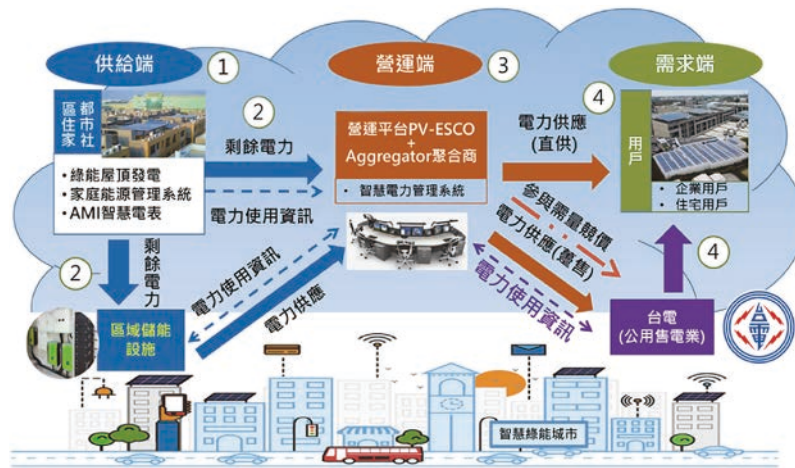 供給端
1
營運端
3
需求端
都市社
區住家
• 綠能屋頂發電
• 家庭能源管理系統
• AMI智慧電表
2
剩餘電力
電力使用資訊
營運平台PV-ESCO
+
Aggregator聚合商
• 智慧電力管理系統
4
電力供應
(直供)
用戶
• 企業用戶
• 住宅用戶
2
剩餘電力
電力使用資訊
電力供應
參與需量競價
電力供應(躉售)
電力使用資訊
4
區域儲能
設施
台電
(公用售電業)
智慧綠能城市